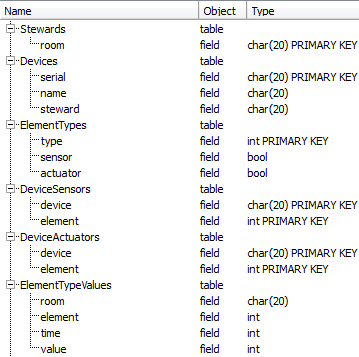 Name Object Type
Stewards table
room field char(20) PRIMARY KEY
Devices table
serial field char(20) PRIMARY KEY
name field char(20)
steward field char(20)
ElementTypes table
type field int PRIMARY KEY
sensor field bool
actuator field bool
DeviceSensors table
device field char(20) PRIMARY KEY
element field int PRIMARY KEY
DeviceActuators table
device field char(20) PRIMARY KEY
element field int PRIMARY KEY
ElementTypeValues table
room field char(20)
element field int
time field int
value field int